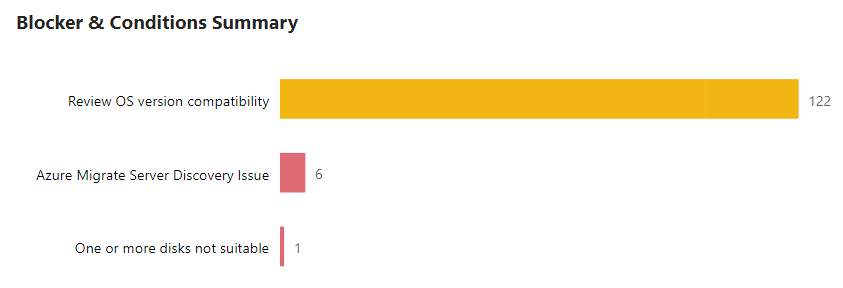 Blocker & Conditions Summary
Review OS version compatibility 122
Azure Migrate Server Discovery Issue 6
One or more disks not suitable 1